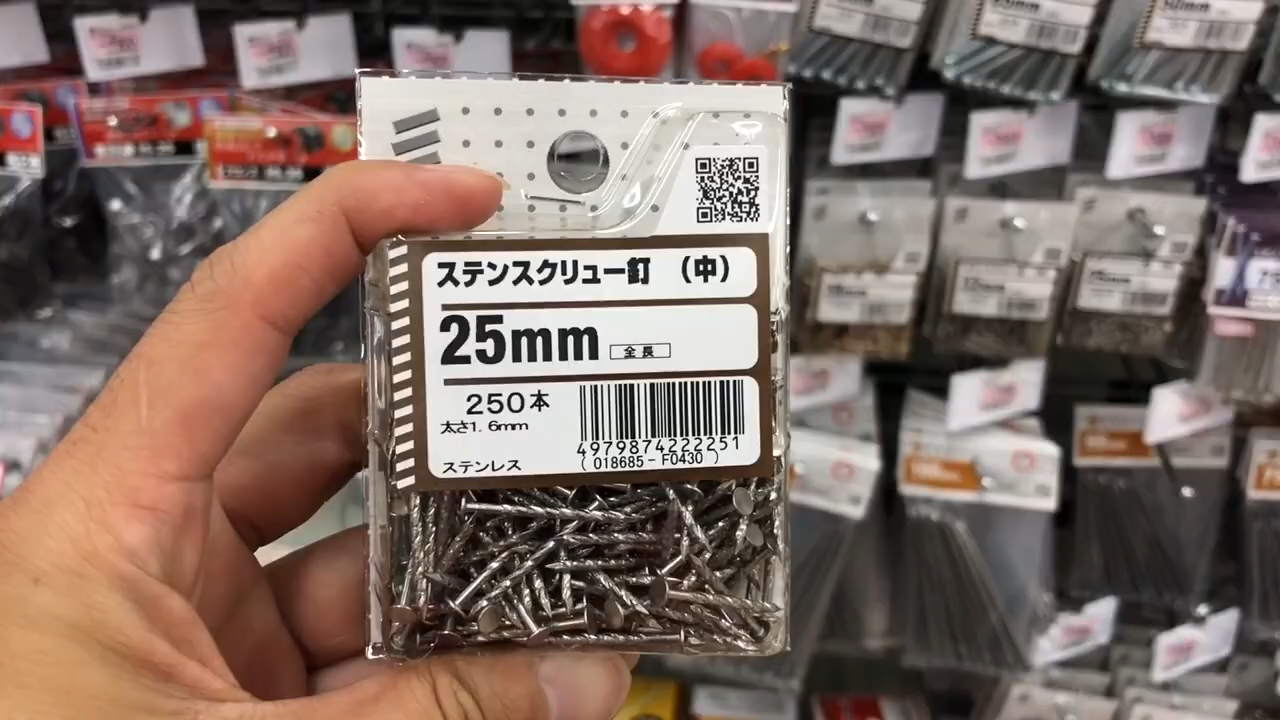 ステンスクリュー釘 （中）
25mm 全長
250本
太さ1.6mm
ステンレス
4979874222251
( 018685 - F0430 )